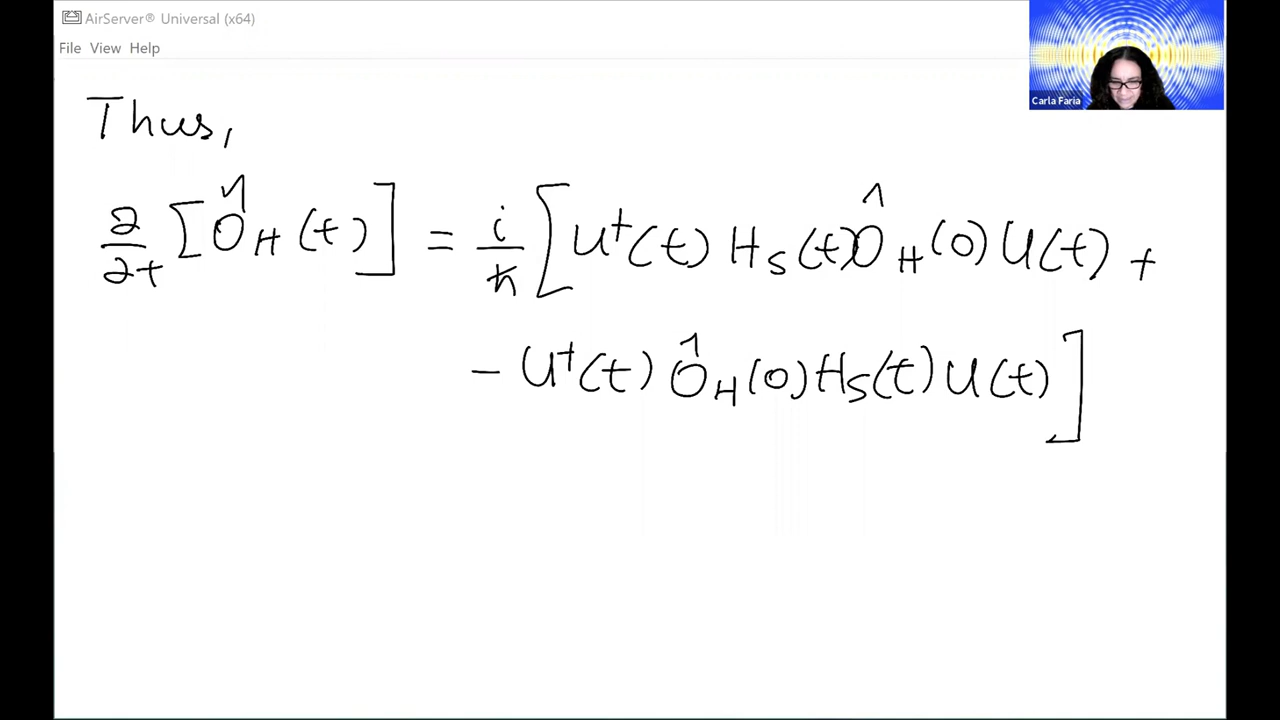 AirServer® Universal (x64)
File View Help
Carla Faria
Thus,
∂/∂t [Ô_H(t)] = i/ħ [U†(t) H_S(t) Ô_H(0) U(t) +
− U†(t) Ô_H(0) H_S(t) U(t)]